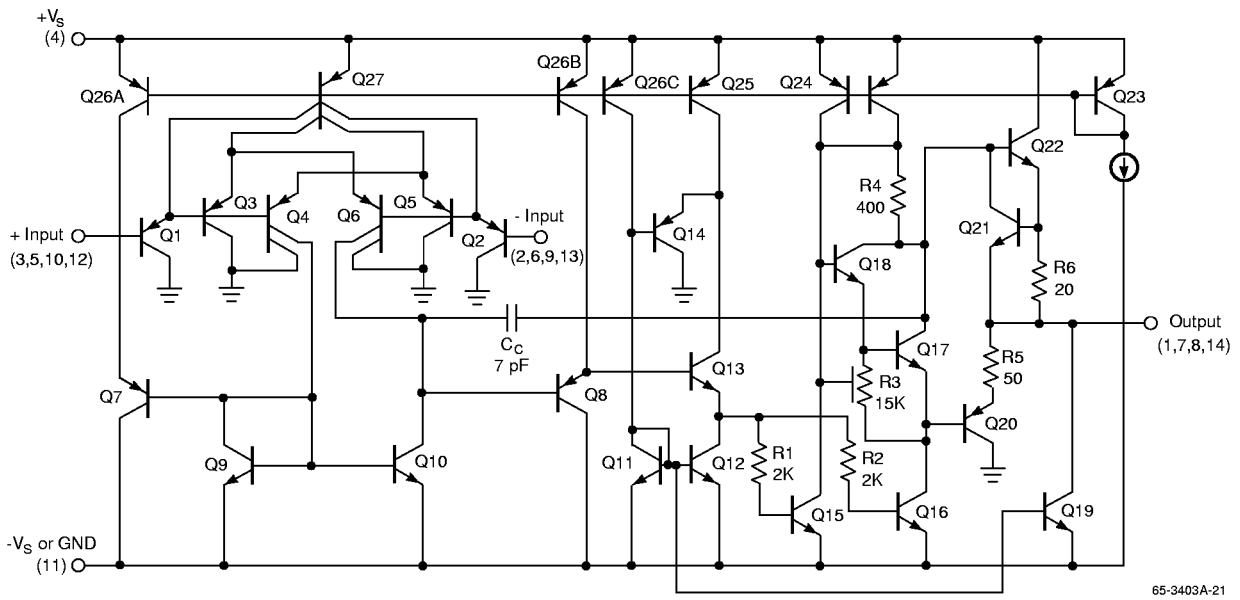 +VS
(4)
Q26A
Q27
Q26B
Q26C
Q25
Q24
Q23
Q22
R4
400
Q3
Q4
Q6
Q5
- Input
+ Input
Q1
Q2
Q14
Q21
(3,5,10,12)
(2,6,9,13)
Q18
R6
20
CC
7 pF
Output
(1,7,8,14)
Q17
R5
50
Q7
Q8
Q13
R3
15K
Q20
Q9
Q10
Q11
Q12
R1
2K
R2
2K
Q15
Q16
Q19
-VS or GND
(11)
65-3403A-21